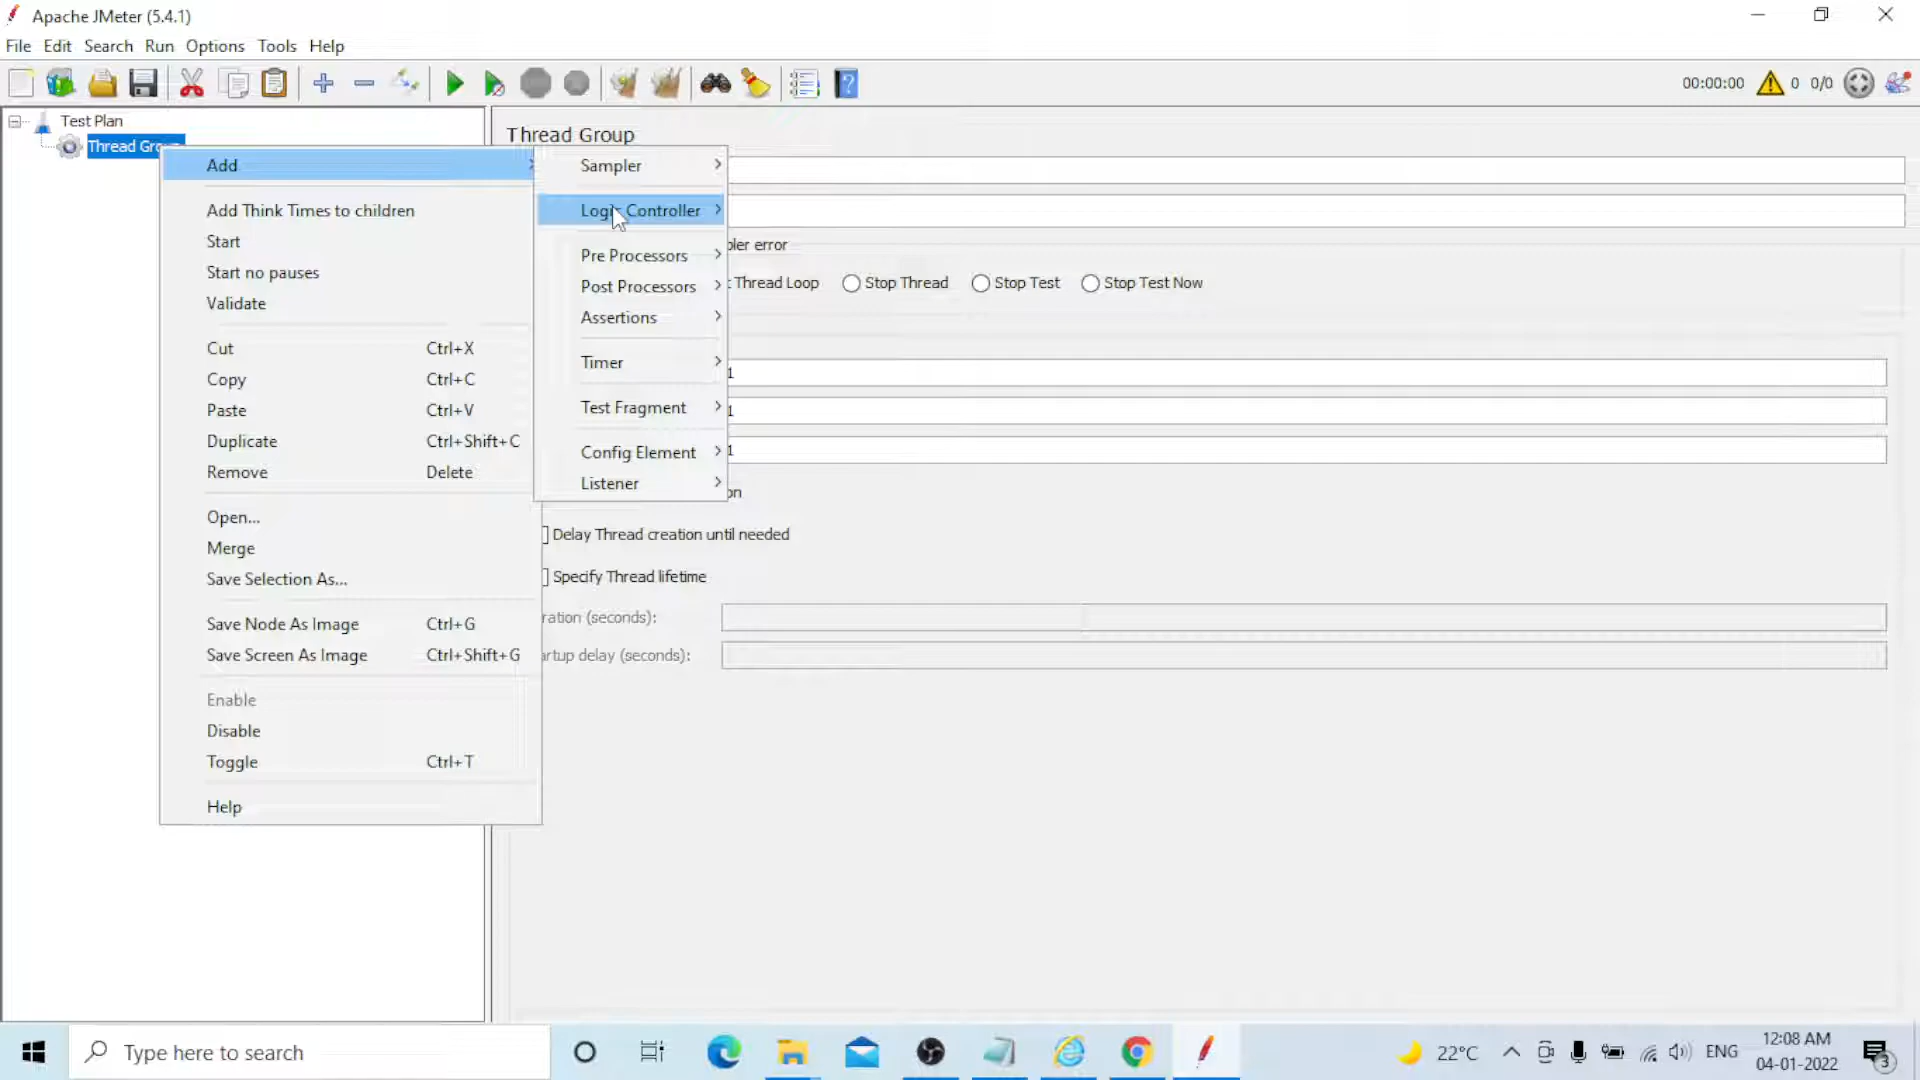 Apache JMeter (5.4.1)
File Edit Search Run Options Tools Help
00:00:00 0 0/0
Test Plan
Thread Gro
Thread Group
Add
Add Think Times to children
Start
Start no pauses
Validate
Cut Ctrl+X
Copy Ctrl+C
Paste Ctrl+V
Duplicate Ctrl+Shift+C
Remove Delete
Open...
Merge
Save Selection As...
Save Node As Image Ctrl+G
Save Screen As Image Ctrl+Shift+G
Enable
Disable
Toggle Ctrl+T
Help
Sampler
Logic Controller
Pre Processors
Post Processors
Assertions
Timer
Test Fragment
Config Element
Listener
pler error
t Thread Loop Stop Thread Stop Test Stop Test Now
1
1
1
on
Delay Thread creation until needed
Specify Thread lifetime
ration (seconds):
artup delay (seconds):
Type here to search
22°C
ENG
12:08 AM
04-01-2022
3